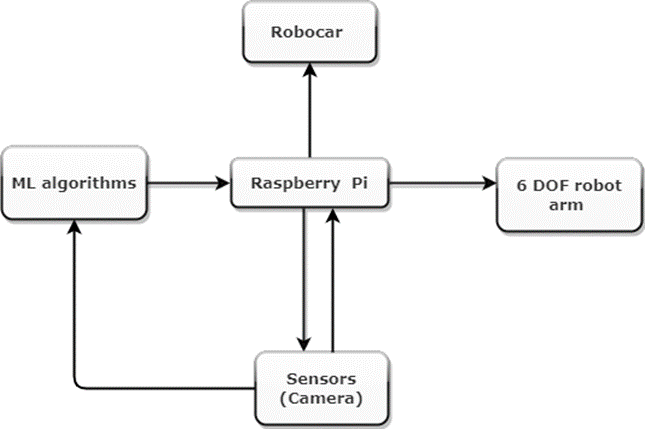 Robocar
ML algorithms
Raspberry Pi
6 DOF robot
arm
Sensors
(Camera)